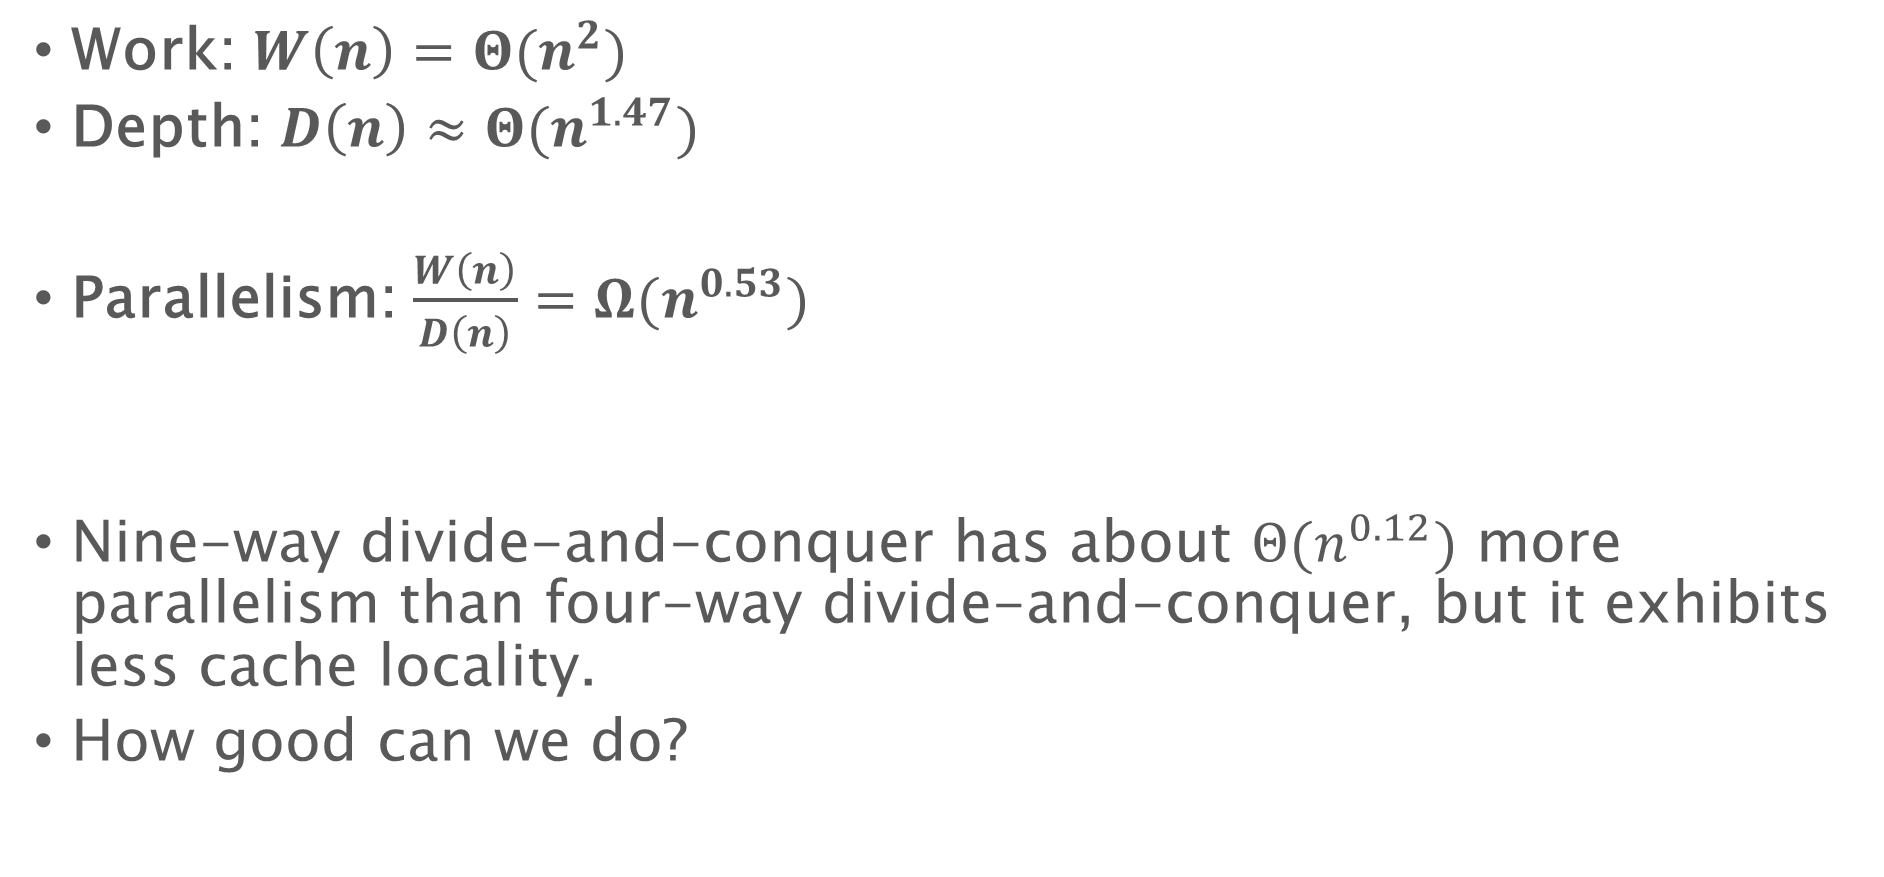 • Work: W(n) = Θ(n²)
• Depth: D(n) ≈ Θ(n^1.47)
• Parallelism: W(n)/D(n) = Ω(n^0.53)
• Nine-way divide-and-conquer has about Θ(n^0.12) more
parallelism than four-way divide-and-conquer, but it exhibits
less cache locality.
• How good can we do?